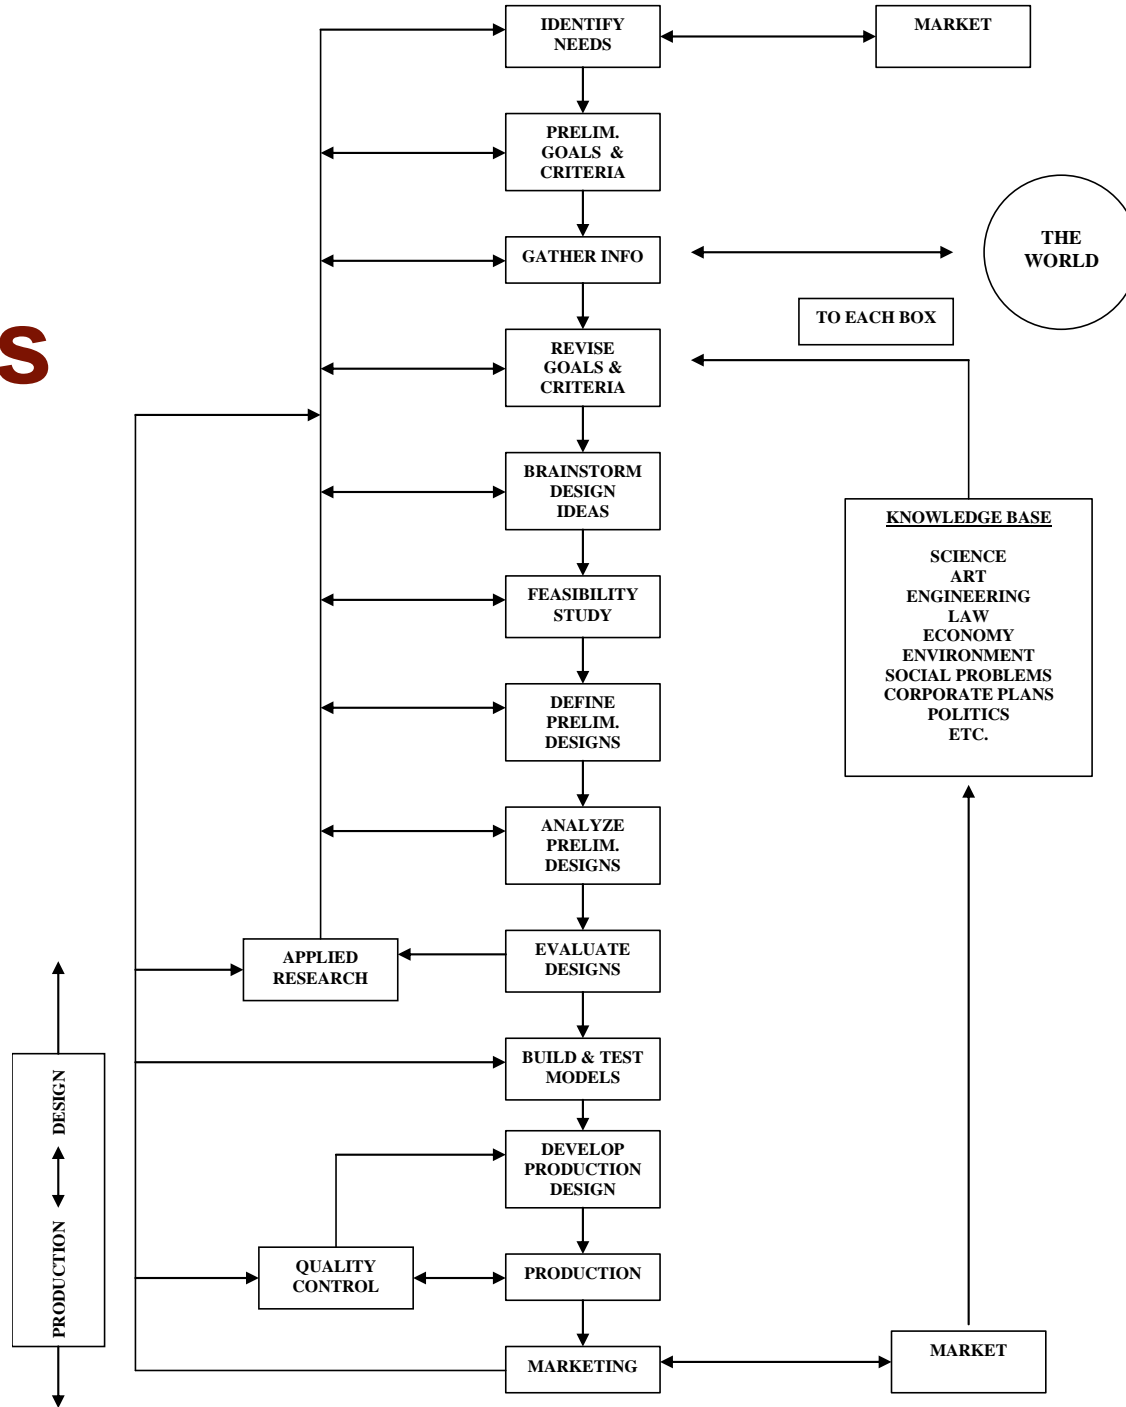 IDENTIFY
NEEDS
MARKET
PRELIM.
GOALS &
CRITERIA
THE
WORLD
GATHER INFO
TO EACH BOX
s
REVISE
GOALS &
CRITERIA
BRAINSTORM
DESIGN
IDEAS
KNOWLEDGE BASE
SCIENCE
ART
ENGINEERING
LAW
ECONOMY
ENVIRONMENT
SOCIAL PROBLEMS
CORPORATE PLANS
POLITICS
ETC.
FEASIBILITY
STUDY
DEFINE
PRELIM.
DESIGNS
ANALYZE
PRELIM.
DESIGNS
APPLIED
RESEARCH
EVALUATE
DESIGNS
BUILD & TEST
MODELS
PRODUCTION DESIGN
DEVELOP
PRODUCTION
DESIGN
QUALITY
CONTROL
PRODUCTION
MARKETING
MARKET